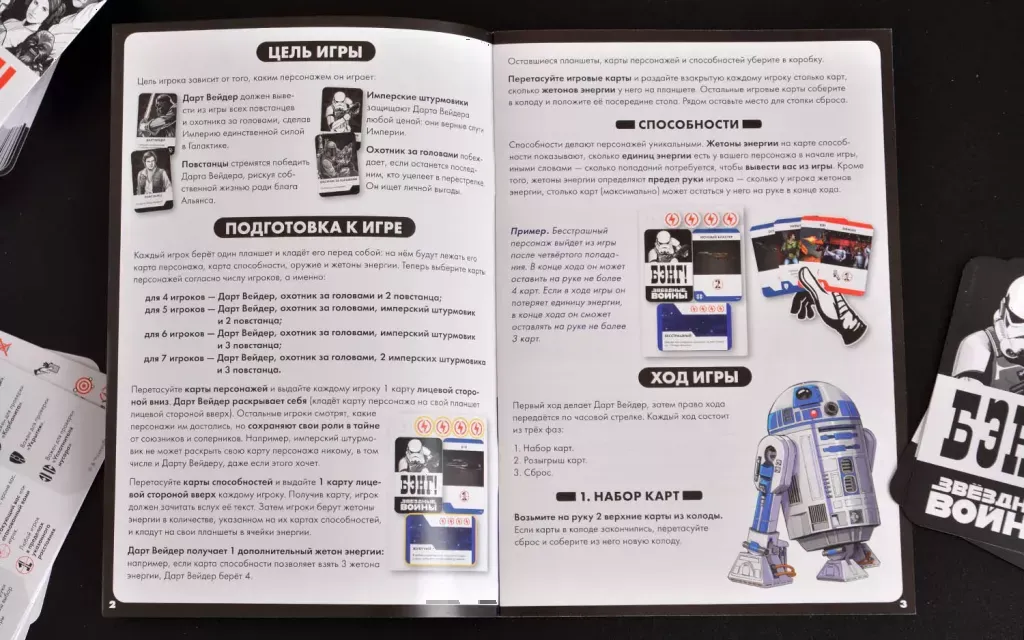 ЦЕЛЬ ИГРЫ
Цель игрока зависит от того, каким персонажем он играет:
Дарт Вейдер должен выве-
сти из игры всех повстанцев
и охотника за головами, сделав
Империю единственной силой
в Галактике.
Повстанцы стремятся победить
Дарта Вейдера, рискуя соб-
ственной жизнью ради блага
Альянса.
Имперские штурмовики
защищают Дарта Вейдера
любой ценой: они верные слуги
Империи.
Охотник за головами побеж-
дает, если останется послед-
ним, кто уцелеет в перестрелке.
Он ищет личной выгоды.
ПОДГОТОВКА К ИГРЕ
Каждый игрок берёт один планшет и кладёт его перед собой: на нём будут лежать его
карта персонажа, карта способности, оружие и жетоны энергии. Теперь выберите карты
персонажей согласно числу игроков, а именно:
для 4 игроков — Дарт Вейдер, охотник за головами и 2 повстанца;
для 5 игроков — Дарт Вейдер, охотник за головами, имперский штурмовик
и 2 повстанца;
для 6 игроков — Дарт Вейдер, охотник за головами, имперский штурмовик
и 3 повстанца;
для 7 игроков — Дарт Вейдер, охотник за головами, 2 имперских штурмовика
и 3 повстанца.
Перетасуйте карты персонажей и выдайте каждому игроку 1 карту лицевой сторо-
ной вниз. Дарт Вейдер раскрывает себя (кладёт карту персонажа на свой планшет
лицевой стороной вверх). Остальные игроки смотрят, какие
персонажи им достались, но сохраняют свои роли в тайне
от союзников и соперников. Например, имперский штурмо-
вик не может раскрыть свою карту персонажа никому, в том
числе и Дарту Вейдеру, даже если этого хочет.
Перетасуйте карты способностей и выдайте 1 карту лице-
вой стороной вверх каждому игроку. Получив карту, игрок
должен зачитать вслух её текст. Затем игроки берут жетоны
энергии в количестве, указанном на их картах способностей,
и кладут на свои планшеты в ячейки энергии.
Дарт Вейдер получает 1 дополнительный жетон энергии:
например, если карта способности позволяет взять 3 жетона
энергии, Дарт Вейдер берёт 4.
БЭНГ!
ЗВЁЗДНЫЕ
ВОЙНЫ
2
Оставшиеся планшеты, карты персонажей и способностей уберите в коробку.
Перетасуйте игровые карты и раздайте взакрытую каждому игроку столько карт,
сколько жетонов энергии у него на планшете. Остальные игровые карты соберите
в колоду и положите её посередине стола. Рядом оставьте место для стопки сброса.
СПОСОБНОСТИ
Способности делают персонажей уникальными. Жетоны энергии на карте способно-
сти показывают, сколько единиц энергии есть у вашего персонажа в начале игры,
иными словами — сколько попаданий потребуется, чтобы вывести вас из игры. Кроме
того, жетоны энергии определяют предел руки игрока — сколько у игрока жетонов
энергии, столько карт (максимально) может остаться у него на руке в конце хода.
Пример. Бесстрашный
персонаж выйдет из игры
после четвёртого попада-
ния. В конце хода он может
оставить на руке не более
4 карт. Если в ходе игры он
потеряет единицу энергии,
в конце хода он сможет
оставлять на руке не более
3 карт.
БЭНГ!
ЗВЁЗДНЫЕ
ВОЙНЫ
БЕССТРАШНЫЙ
ХОД ИГРЫ
Первый ход делает Дарт Вейдер, затем право хода
передаётся по часовой стрелке. Каждый ход состоит
из трёх фаз:
1. Набор карт.
2. Розыгрыш карт.
3. Сброс.
1. НАБОР КАРТ
Возьмите на руку 2 верхние карты из колоды.
Если карты в колоде закончились, перетасуйте
сброс и соберите из него новую колоду.
3
БЭНГ
ЗВЁЗДНЫЕ
ВОЙНЫ